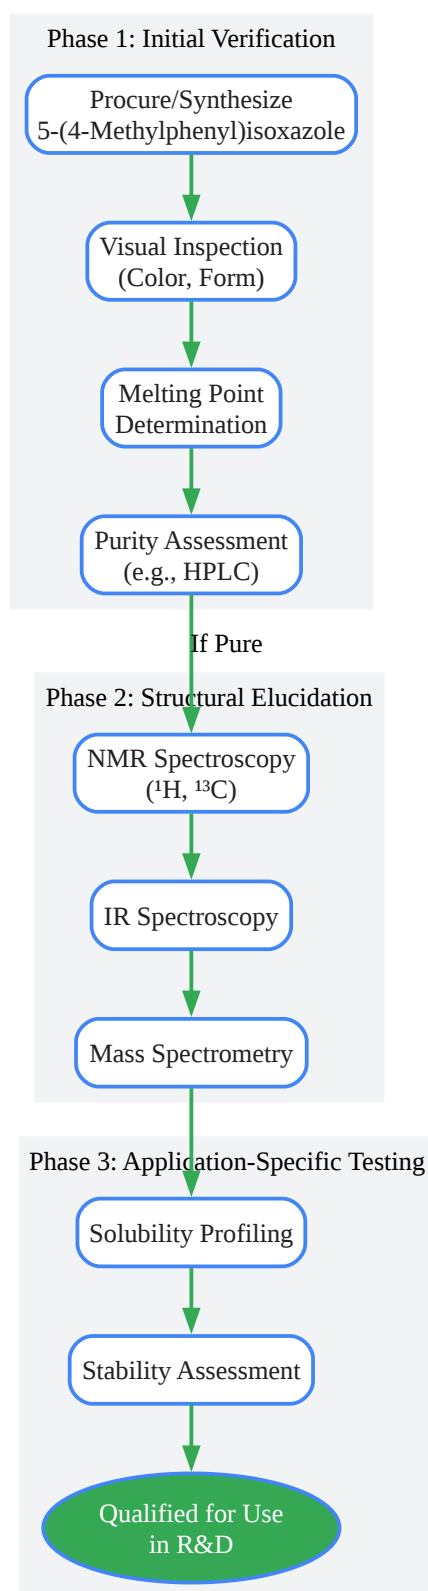 Phase 1: Initial Verification
Procure/Synthesize
5-(4-Methylphenyl)isoxazole
Visual Inspection
(Color, Form)
Melting Point
Determination
Purity Assessment
(e.g., HPLC)
If Pure
Phase 2: Structural Elucidation
NMR Spectroscopy
(¹H, ¹³C)
IR Spectroscopy
Mass Spectrometry
Phase 3: Application-Specific Testing
Solubility Profiling
Stability Assessment
Qualified for Use
in R&D